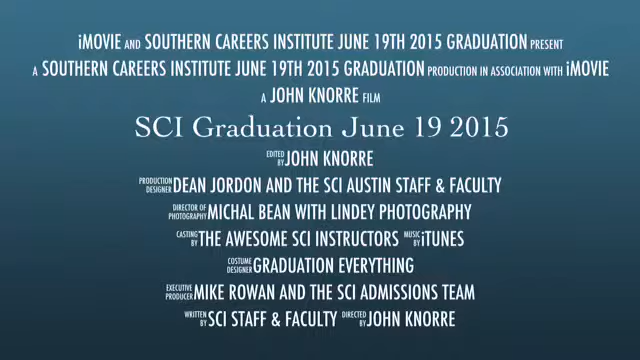 iMOVIE AND SOUTHERN CAREERS INSTITUTE JUNE 19TH 2015 GRADUATION PRESENT
A SOUTHERN CAREERS INSTITUTE JUNE 19TH 2015 GRADUATION PRODUCTION IN ASSOCIATION WITH iMOVIE
A JOHN KNORRE FILM
SCI Graduation June 19 2015
EDITED BY JOHN KNORRE
PRODUCTION DESIGNER DEAN JORDON AND THE SCI AUSTIN STAFF & FACULTY
DIRECTOR OF PHOTOGRAPHY MICHAL BEAN WITH LINDEY PHOTOGRAPHY
CASTING BY THE AWESOME SCI INSTRUCTORS MUSIC BY iTUNES
COSTUME DESIGNER GRADUATION EVERYTHING
EXECUTIVE PRODUCER MIKE ROWAN AND THE SCI ADMISSIONS TEAM
WRITTEN BY SCI STAFF & FACULTY DIRECTED BY JOHN KNORRE